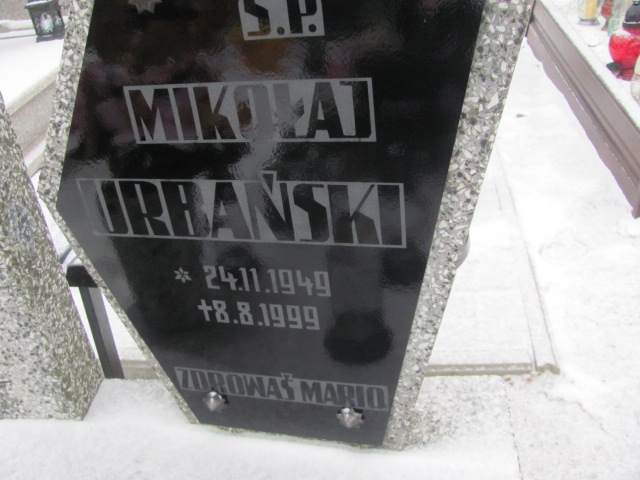 Ś.P.
MIKOŁAJ
URBAŃSKI
* 24.11.1949
†8.8.1999
ZDROWAŚ MARIO